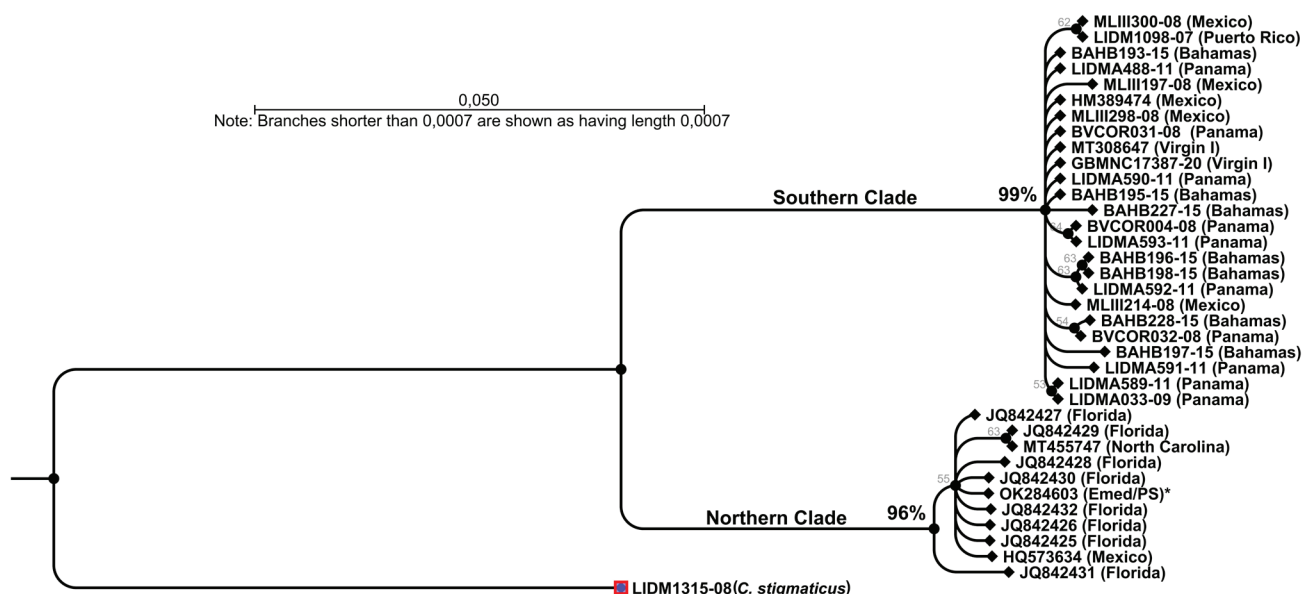 62
MLIII300-08 (Mexico)
LIDM1098-07 (Puerto Rico)
BAHB193-15 (Bahamas)
LIDMA488-11 (Panama)
MLIII197-08 (Mexico)
0,050
HM389474 (Mexico)
Note: Branches shorter than 0,0007 are shown as having length 0,0007
MLIII298-08 (Mexico)
BVCOR031-08 (Panama)
MT308647 (Virgin I)
GBMNC17387-20 (Virgin I)
LIDMA590-11 (Panama)
Southern Clade 99%
BAHB195-15 (Bahamas)
BAHB227-15 (Bahamas)
BVCOR004-08 (Panama)
LIDMA593-11 (Panama)
63
BAHB196-15 (Bahamas)
63
BAHB198-15 (Bahamas)
LIDMA592-11 (Panama)
MLIII214-08 (Mexico)
54
BAHB228-15 (Bahamas)
BVCOR032-08 (Panama)
BAHB197-15 (Bahamas)
LIDMA591-11 (Panama)
53
LIDMA589-11 (Panama)
LIDMA033-09 (Panama)
JQ842427 (Florida)
63
JQ842429 (Florida)
MT455747 (North Carolina)
JQ842428 (Florida)
55
JQ842430 (Florida)
OK284603 (Emed/PS)*
Northern Clade 96%
JQ842432 (Florida)
JQ842426 (Florida)
JQ842425 (Florida)
HQ573634 (Mexico)
JQ842431 (Florida)
LIDM1315-08(C. stigmaticus)